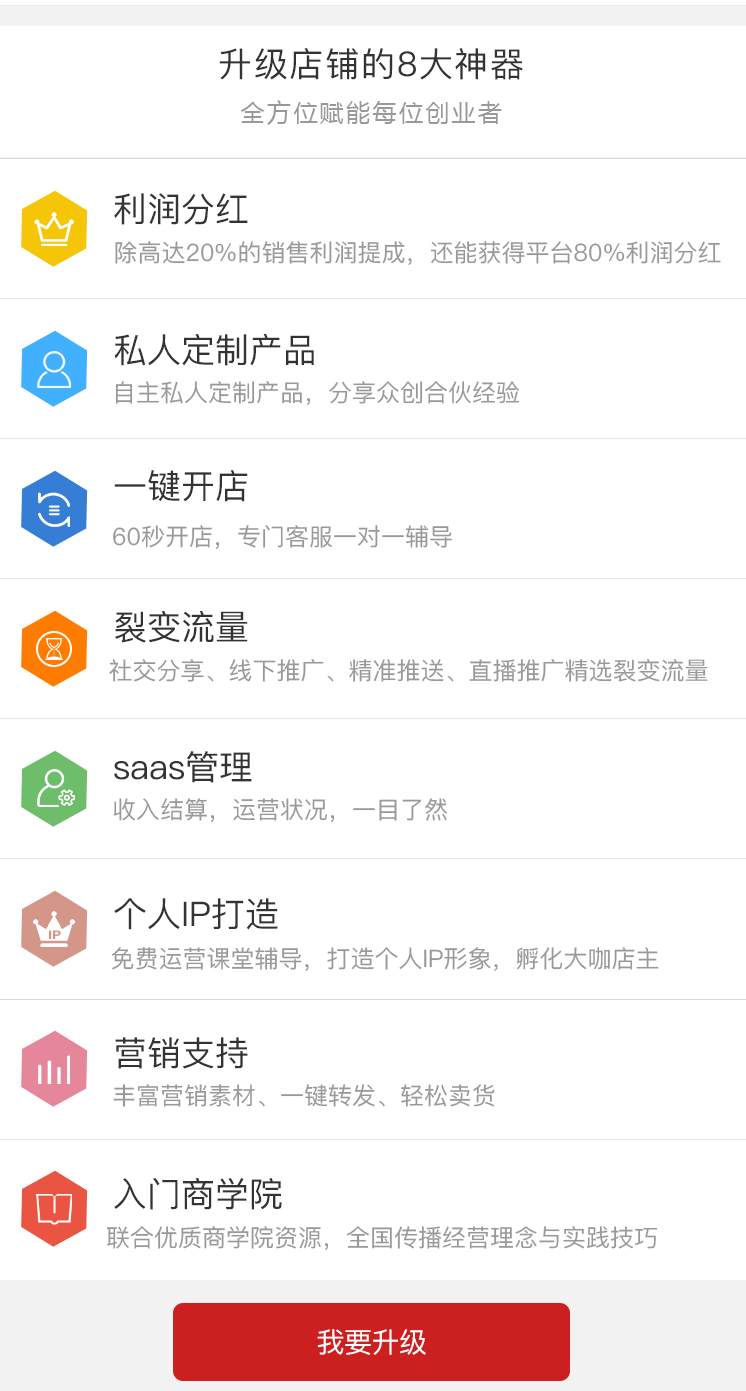 升级店铺的8大神器
全方位赋能每位创业者
利润分红
除高达20%的销售利润提成，还能获得平台80%利润分红
私人定制产品
自主私人定制产品，分享众创合伙经验
一键开店
60秒开店，专门客服一对一辅导
裂变流量
社交分享、线下推广、精准推送、直播推广精选裂变流量
saas管理
收入结算，运营状况，一目了然
IP
个人IP打造
免费运营课堂辅导，打造个人IP形象，孵化大咖店主
营销支持
丰富营销素材、一键转发、轻松卖货
入门商学院
联合优质商学院资源，全国传播经营理念与实践技巧
我要升级